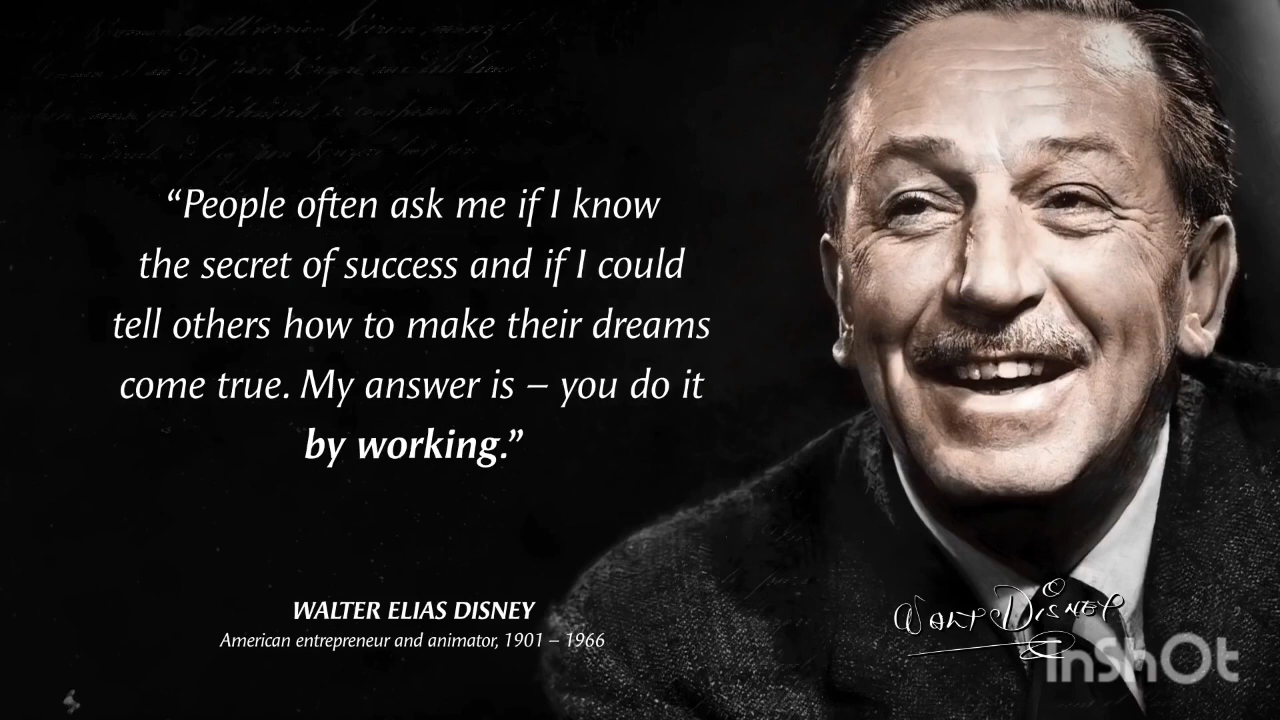 “People often ask me if I know
the secret of success and if I could
tell others how to make their dreams
come true. My answer is – you do it
by working.”
WALTER ELIAS DISNEY
American entrepreneur and animator, 1901 – 1966
WALT DISNEY
InShOt